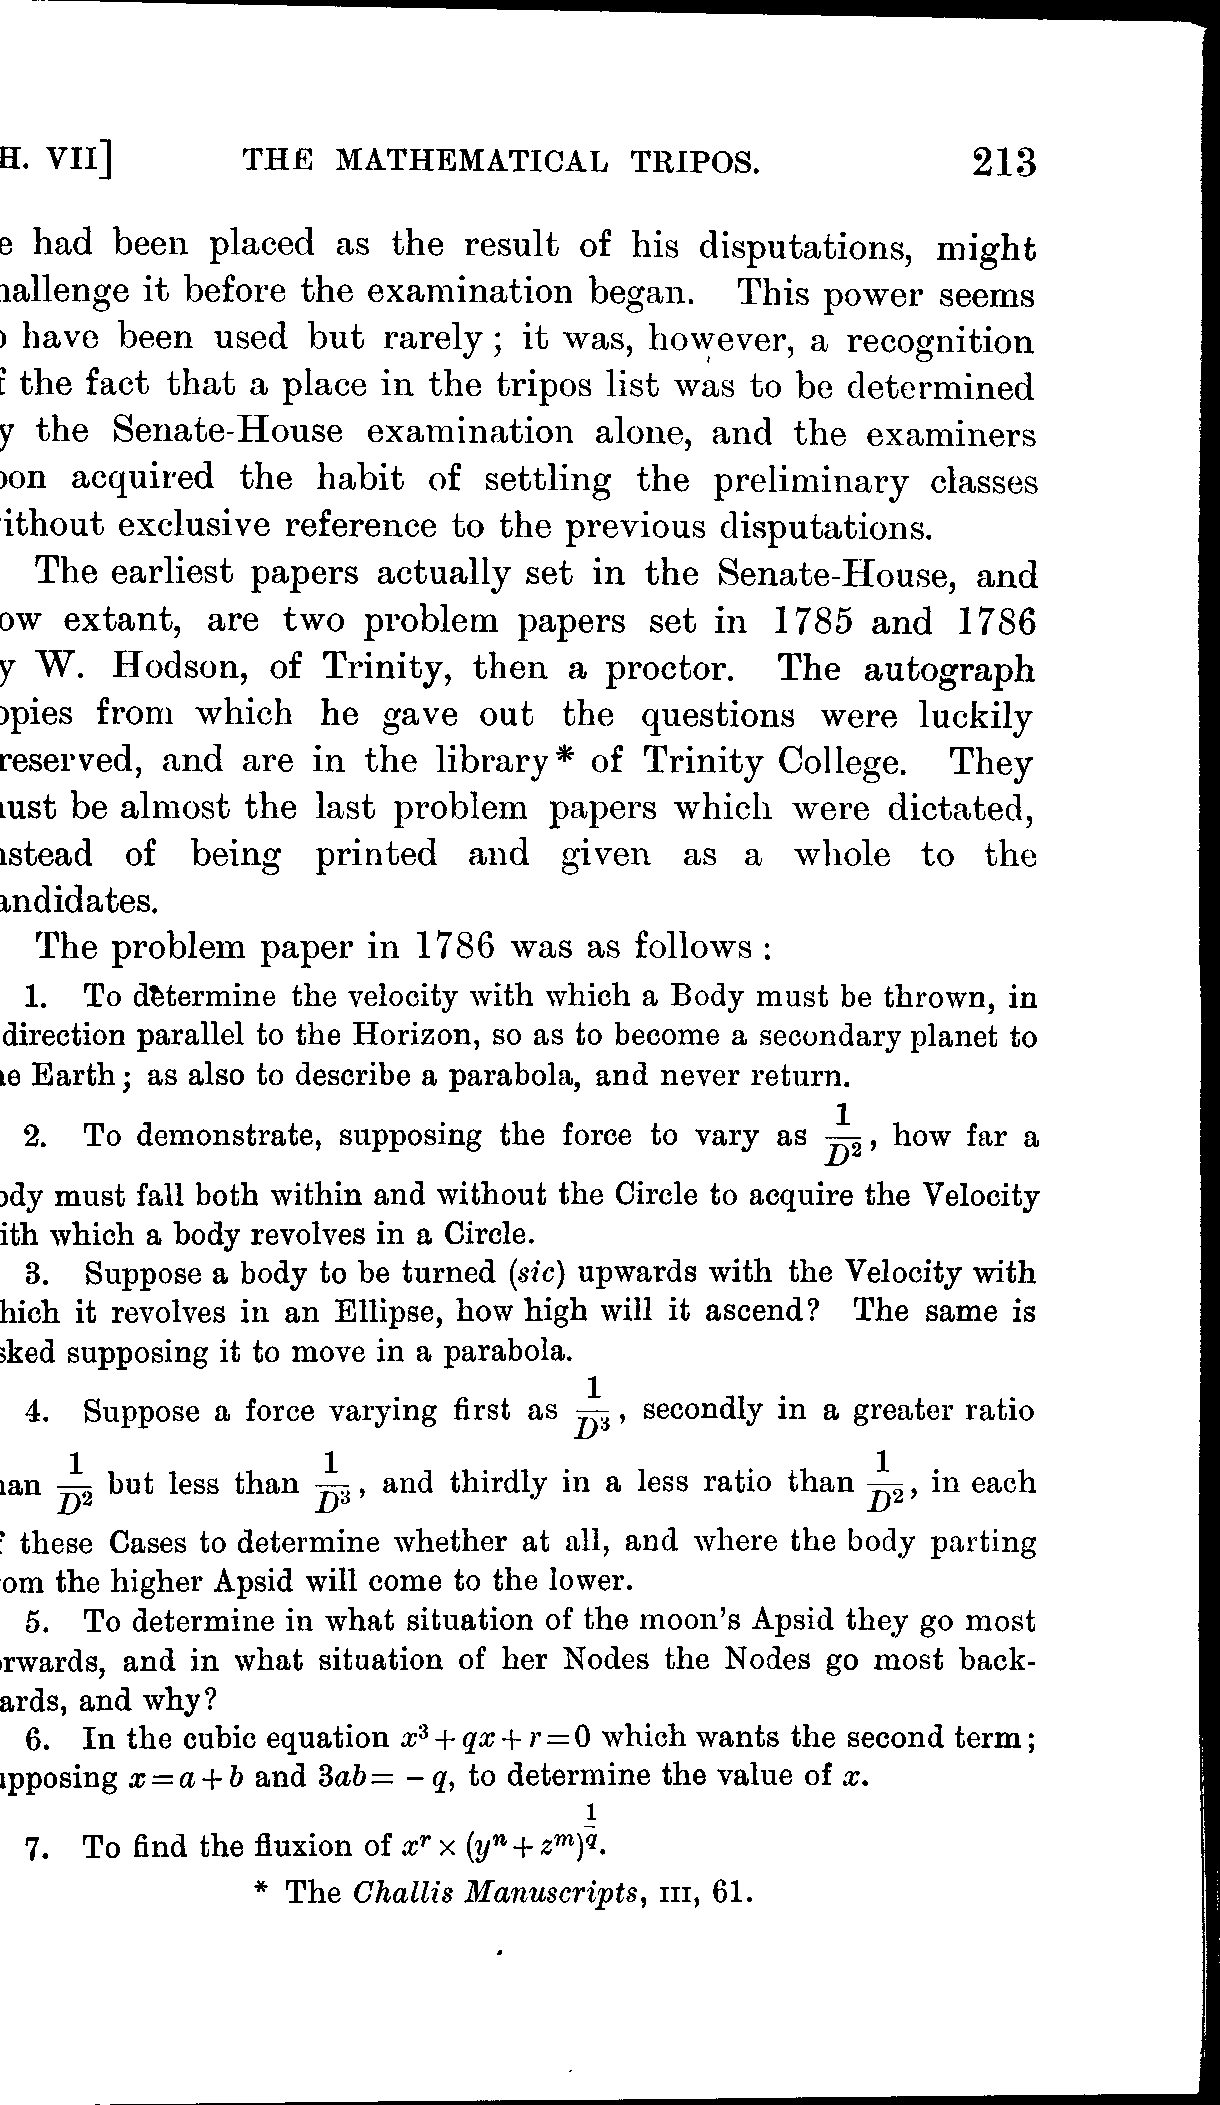 H. VII] THE MATHEMATICAL TRIPOS. 213
e had been placed as the result of his disputations, might
hallenge it before the examination began. This power seems
o have been used but rarely; it was, however, a recognition
f the fact that a place in the tripos list was to be determined
y the Senate-House examination alone, and the examiners
oon acquired the habit of settling the preliminary classes
ithout exclusive reference to the previous disputations.
The earliest papers actually set in the Senate-House, and
ow extant, are two problem papers set in 1785 and 1786
y W. Hodson, of Trinity, then a proctor. The autograph
opies from which he gave out the questions were luckily
reserved, and are in the library* of Trinity College. They
ust be almost the last problem papers which were dictated,
nstead of being printed and given as a whole to the
andidates.
The problem paper in 1786 was as follows:
1. To determine the velocity with which a Body must be thrown, in
direction parallel to the Horizon, so as to become a secondary planet to
he Earth; as also to describe a parabola, and never return.
2. To demonstrate, supposing the force to vary as 1/D², how far a
ody must fall both within and without the Circle to acquire the Velocity
ith which a body revolves in a Circle.
3. Suppose a body to be turned (sic) upwards with the Velocity with
hich it revolves in an Ellipse, how high will it ascend? The same is
sked supposing it to move in a parabola.
4. Suppose a force varying first as 1/D³, secondly in a greater ratio
han 1/D² but less than 1/D³, and thirdly in a less ratio than 1/D², in each
f these Cases to determine whether at all, and where the body parting
rom the higher Apsid will come to the lower.
5. To determine in what situation of the moon's Apsid they go most
orwards, and in what situation of her Nodes the Nodes go most back-
ards, and why?
6. In the cubic equation x³+qx+r=0 which wants the second term;
upposing x=a+b and 3ab= −q, to determine the value of x.
7. To find the fluxion of xʳ × (yⁿ+zᵐ)^(1/q).
* The Challis Manuscripts, III, 61.